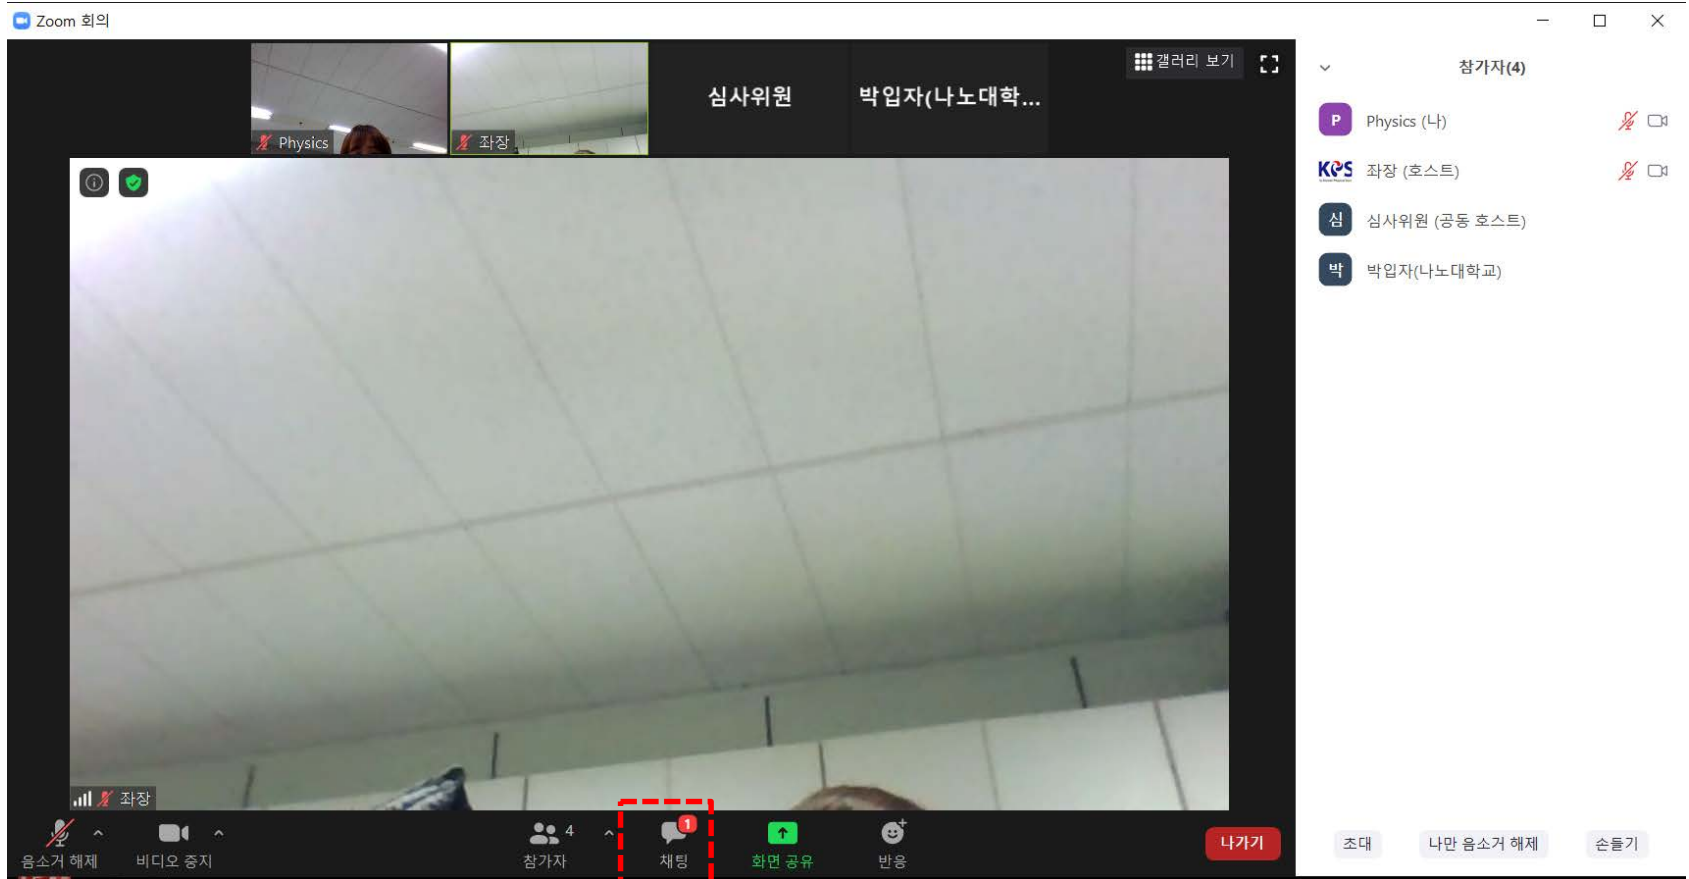 Zoom 회의
Physics
좌장
심사위원
박입자(나노대학...
갤러리 보기
참가자(4)
P Physics (나)
KPS 좌장 (호스트)
심 심사위원 (공동 호스트)
박 박입자(나노대학교)
좌장
음소거 해제
비디오 중지
4
참가자
1
채팅
화면 공유
반응
나가기
초대
나만 음소거 해제
손들기